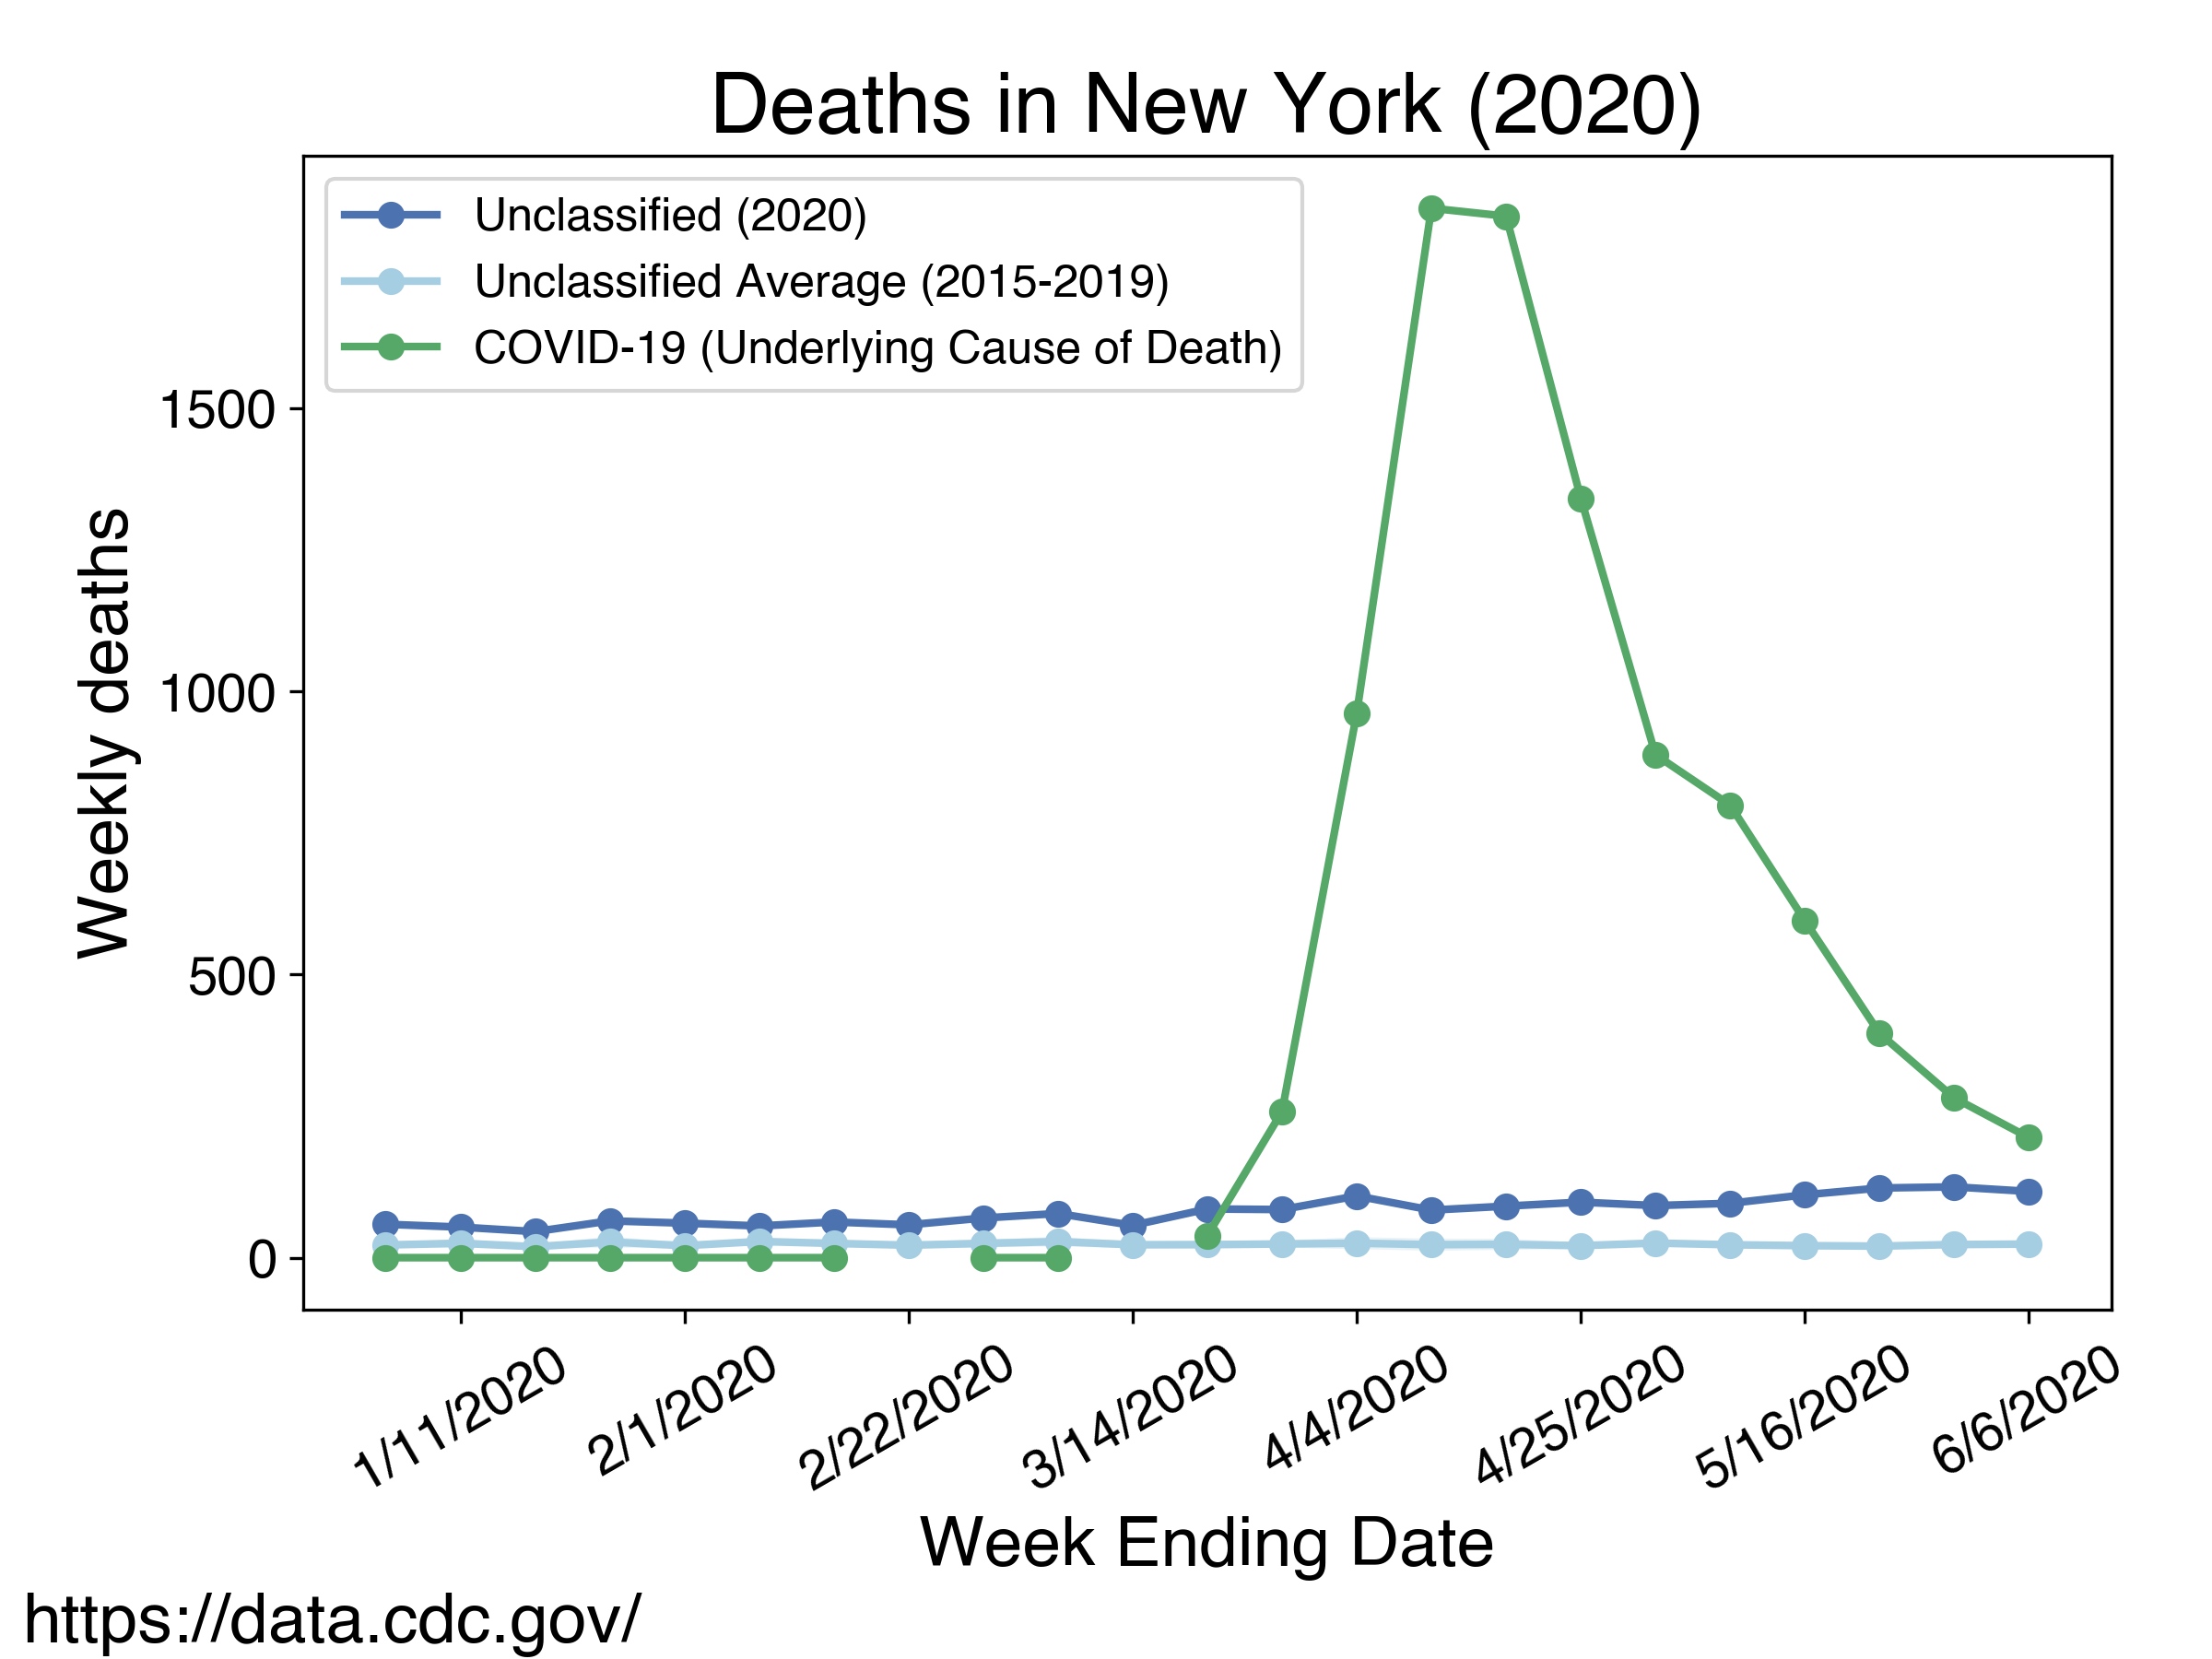 Deaths in New York (2020)
Unclassified (2020)
Unclassified Average (2015-2019)
COVID-19 (Underlying Cause of Death)
Weekly deaths
1500
1000
500
0
1/11/2020
2/1/2020
2/22/2020
3/14/2020
4/4/2020
4/25/2020
5/16/2020
6/6/2020
Week Ending Date
https://data.cdc.gov/